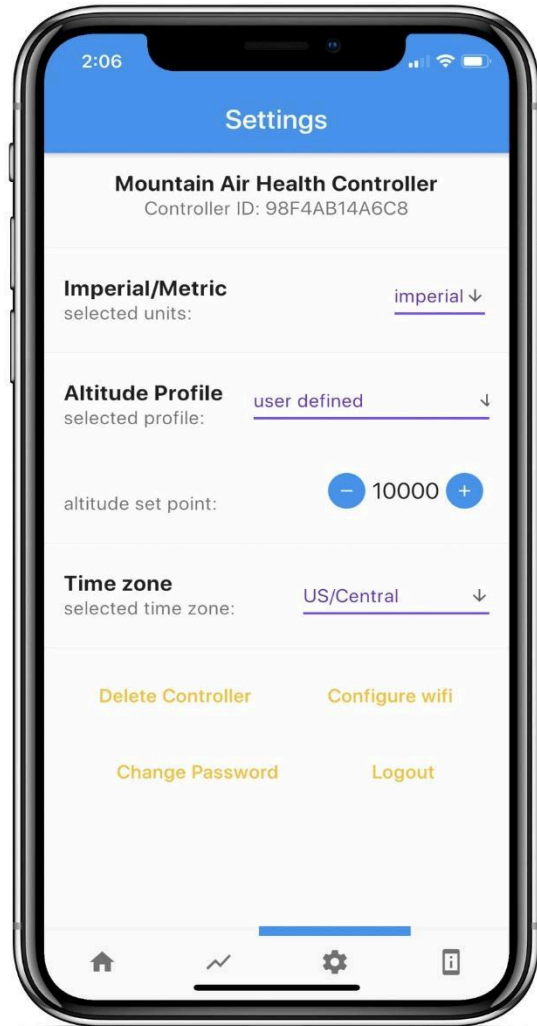 2:06
Settings
Mountain Air Health Controller
Controller ID: 98F4AB14A6C8
Imperial/Metric
selected units:
imperial
Altitude Profile
selected profile:
user defined
altitude set point:
10000
Time zone
selected time zone:
US/Central
Delete Controller
Configure wifi
Change Password
Logout